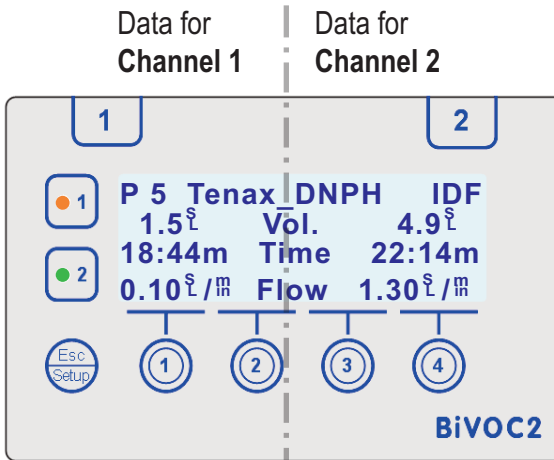 Data for Data for
Channel 1 Channel 2
1 2
1 P 5 Tenax_DNPH IDF
1.5 SL Vol. 4.9 SL
18:44m Time 22:14m
2
0.10 SL/min Flow 1.30 SL/min
Esc
Setup 1 2 3 4
BiVOC2